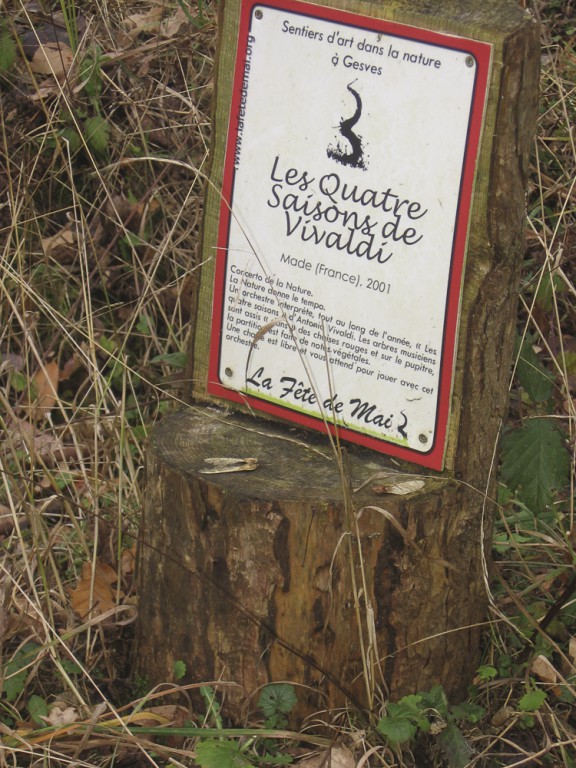 Sentiers d'art dans la nature
à Gesves
www.lafetedemai.org
Les Quatre
Saisons de
Vivaldi
Made (France), 2001
Concerto de la Nature.
La Nature donne le tempo.
Un orchestre interprète, tout au long de l'année, « Les
quatre saisons » d'Antonio Vivaldi. Les arbres musiciens
sont assis sur des chaises rouges et sur le pupitre,
la partition est faite de notes végétales.
Une chaise est libre et vous attend pour jouer avec cet
orchestre.
La Fête de Mai